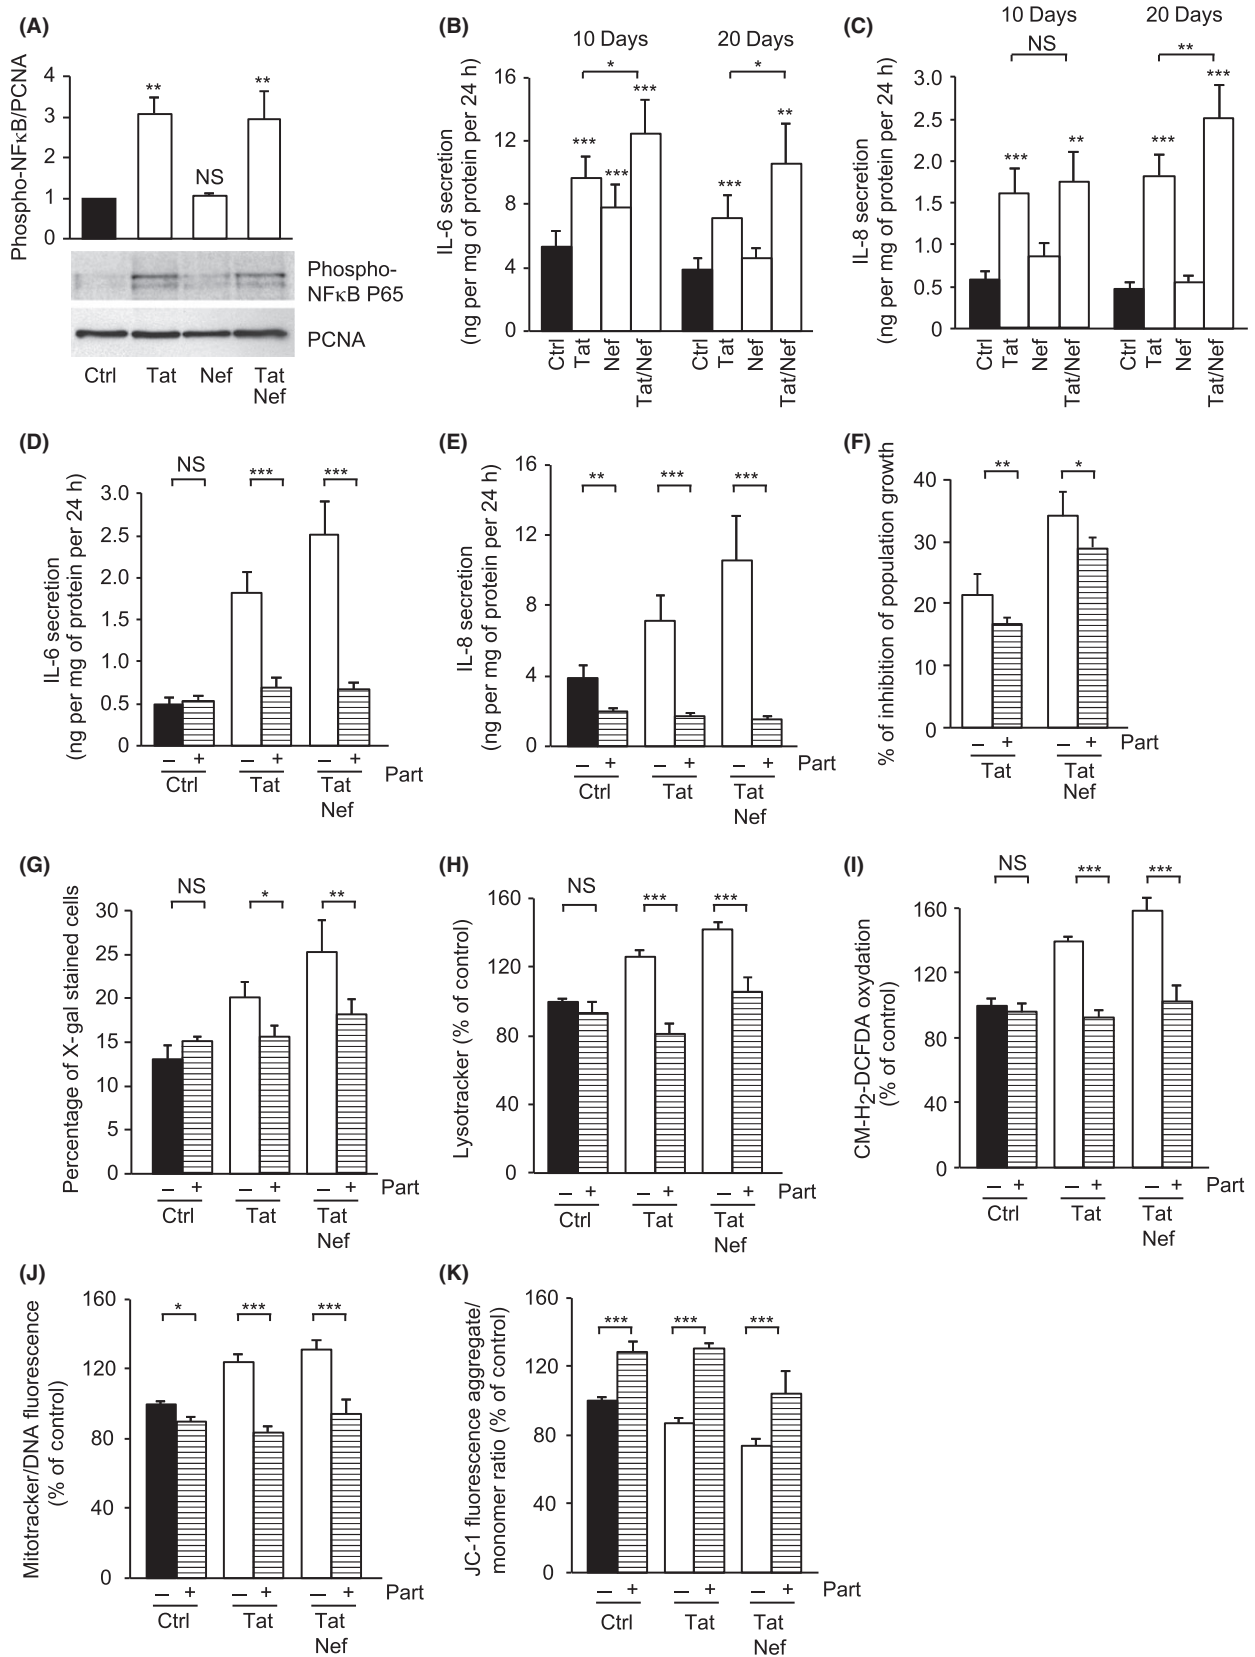 (A)
Phospho-NFκB/PCNA
4
3
2
1
0
**
NS
**
Phospho-
NFκB P65
PCNA
Ctrl Tat Nef Tat
Nef
(B)
10 Days 20 Days
IL-6 secretion
(ng per mg of protein per 24 h)
16
12
8
4
0
* *
*** *** *** *** **
Ctrl Tat Nef Tat/Nef Ctrl Tat Nef Tat/Nef
(C)
10 Days 20 Days
IL-8 secretion
(ng per mg of protein per 24 h)
3.0
2.5
2.0
1.5
1.0
0.5
0
NS **
*** ** *** ***
Ctrl Tat Nef Tat/Nef Ctrl Tat Nef Tat/Nef
(D)
IL-6 secretion
(ng per mg of protein per 24 h)
3.0
2.5
2.0
1.5
1.0
0.5
0
NS *** ***
– + – + – + Part
Ctrl Tat Tat
Nef
(E)
IL-8 secretion
(ng per mg of protein per 24 h)
16
12
8
4
0
** *** ***
– + – + – + Part
Ctrl Tat Tat
Nef
(F)
% of inhibition of population growth
40
30
20
10
0
** *
– + – + Part
Tat Tat
Nef
(G)
Percentage of X-gal stained cells
30
25
20
15
10
5
0
NS * **
– + – + – + Part
Ctrl Tat Tat
Nef
(H)
Lysotracker (% of control)
160
120
80
40
0
NS *** ***
– + – + – + Part
Ctrl Tat Tat
Nef
(I)
CM-H2-DCFDA oxydation
(% of control)
160
120
80
40
0
NS *** ***
– + – + – + Part
Ctrl Tat Tat
Nef
(J)
Mitotracker/DNA fluorescence
(% of control)
160
120
80
40
0
* *** ***
– + – + – + Part
Ctrl Tat Tat
Nef
(K)
JC-1 fluorescence aggregate/
monomer ratio (% of control)
160
120
80
40
0
*** *** ***
– + – + – + Part
Ctrl Tat Tat
Nef